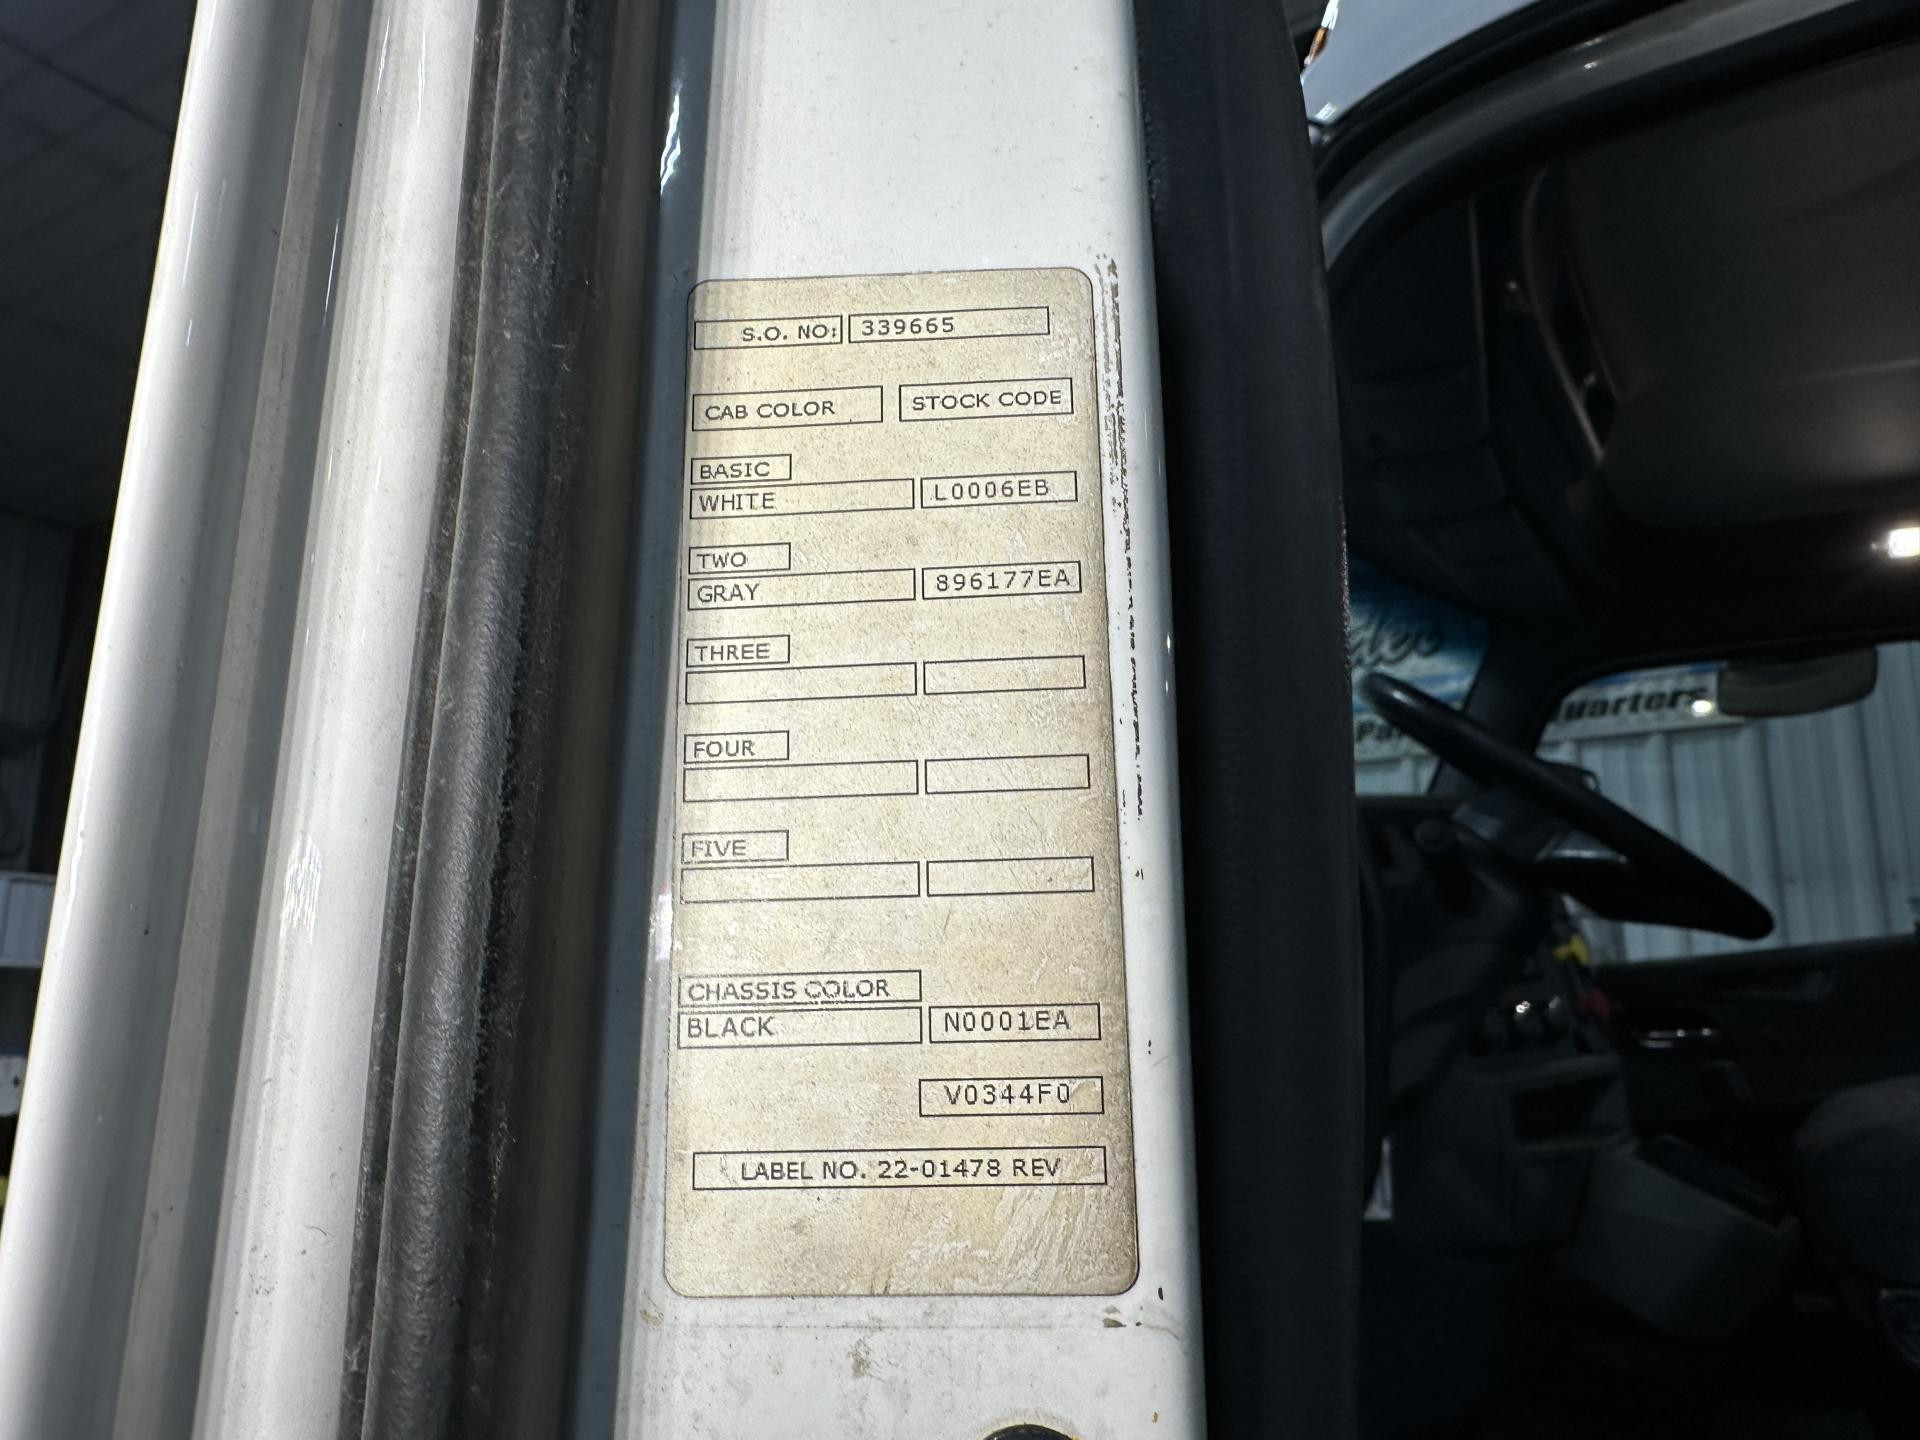 S.O. NO: 339665
CAB COLOR STOCK CODE
BASIC
WHITE L0006EB
TWO
GRAY 896177EA
THREE
FOUR
FIVE
CHASSIS COLOR
BLACK N0001EA
V0344F0
LABEL NO. 22-01478 REV